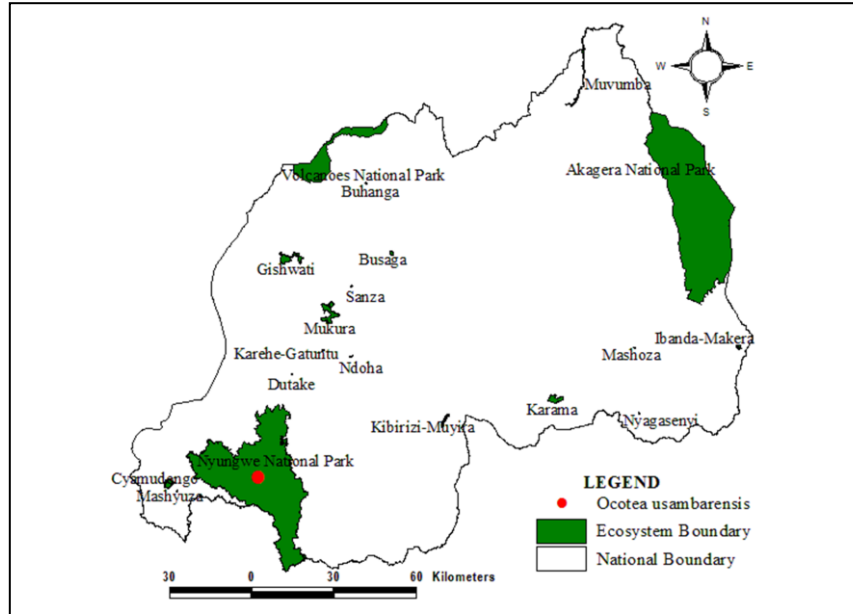 N
W E
S
Muvumba
Volcanoes National Park
Akagera National Park
Buhanga
Gishwati
Busaga
Sanza
Mukura
Karehe-Gaturitu
Ndoha
Dutake
Mashoza
Ibanda-Makera
Karama
Nyagasenyi
Kibirizi-Muyira
Nyungwe National Park
Cyamudongo
Mashyuza
LEGEND
Ocotea usambarensis
Ecosystem Boundary
National Boundary
30 0 30 60 Kilometers